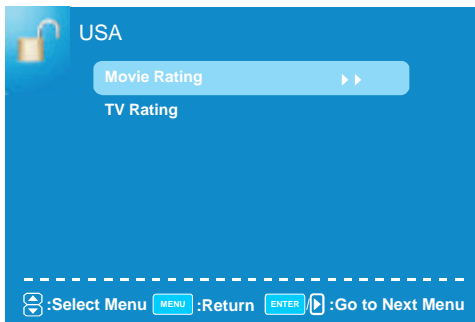 USA
Movie Rating
TV Rating
:Select Menu MENU :Return ENTER / :Go to Next Menu